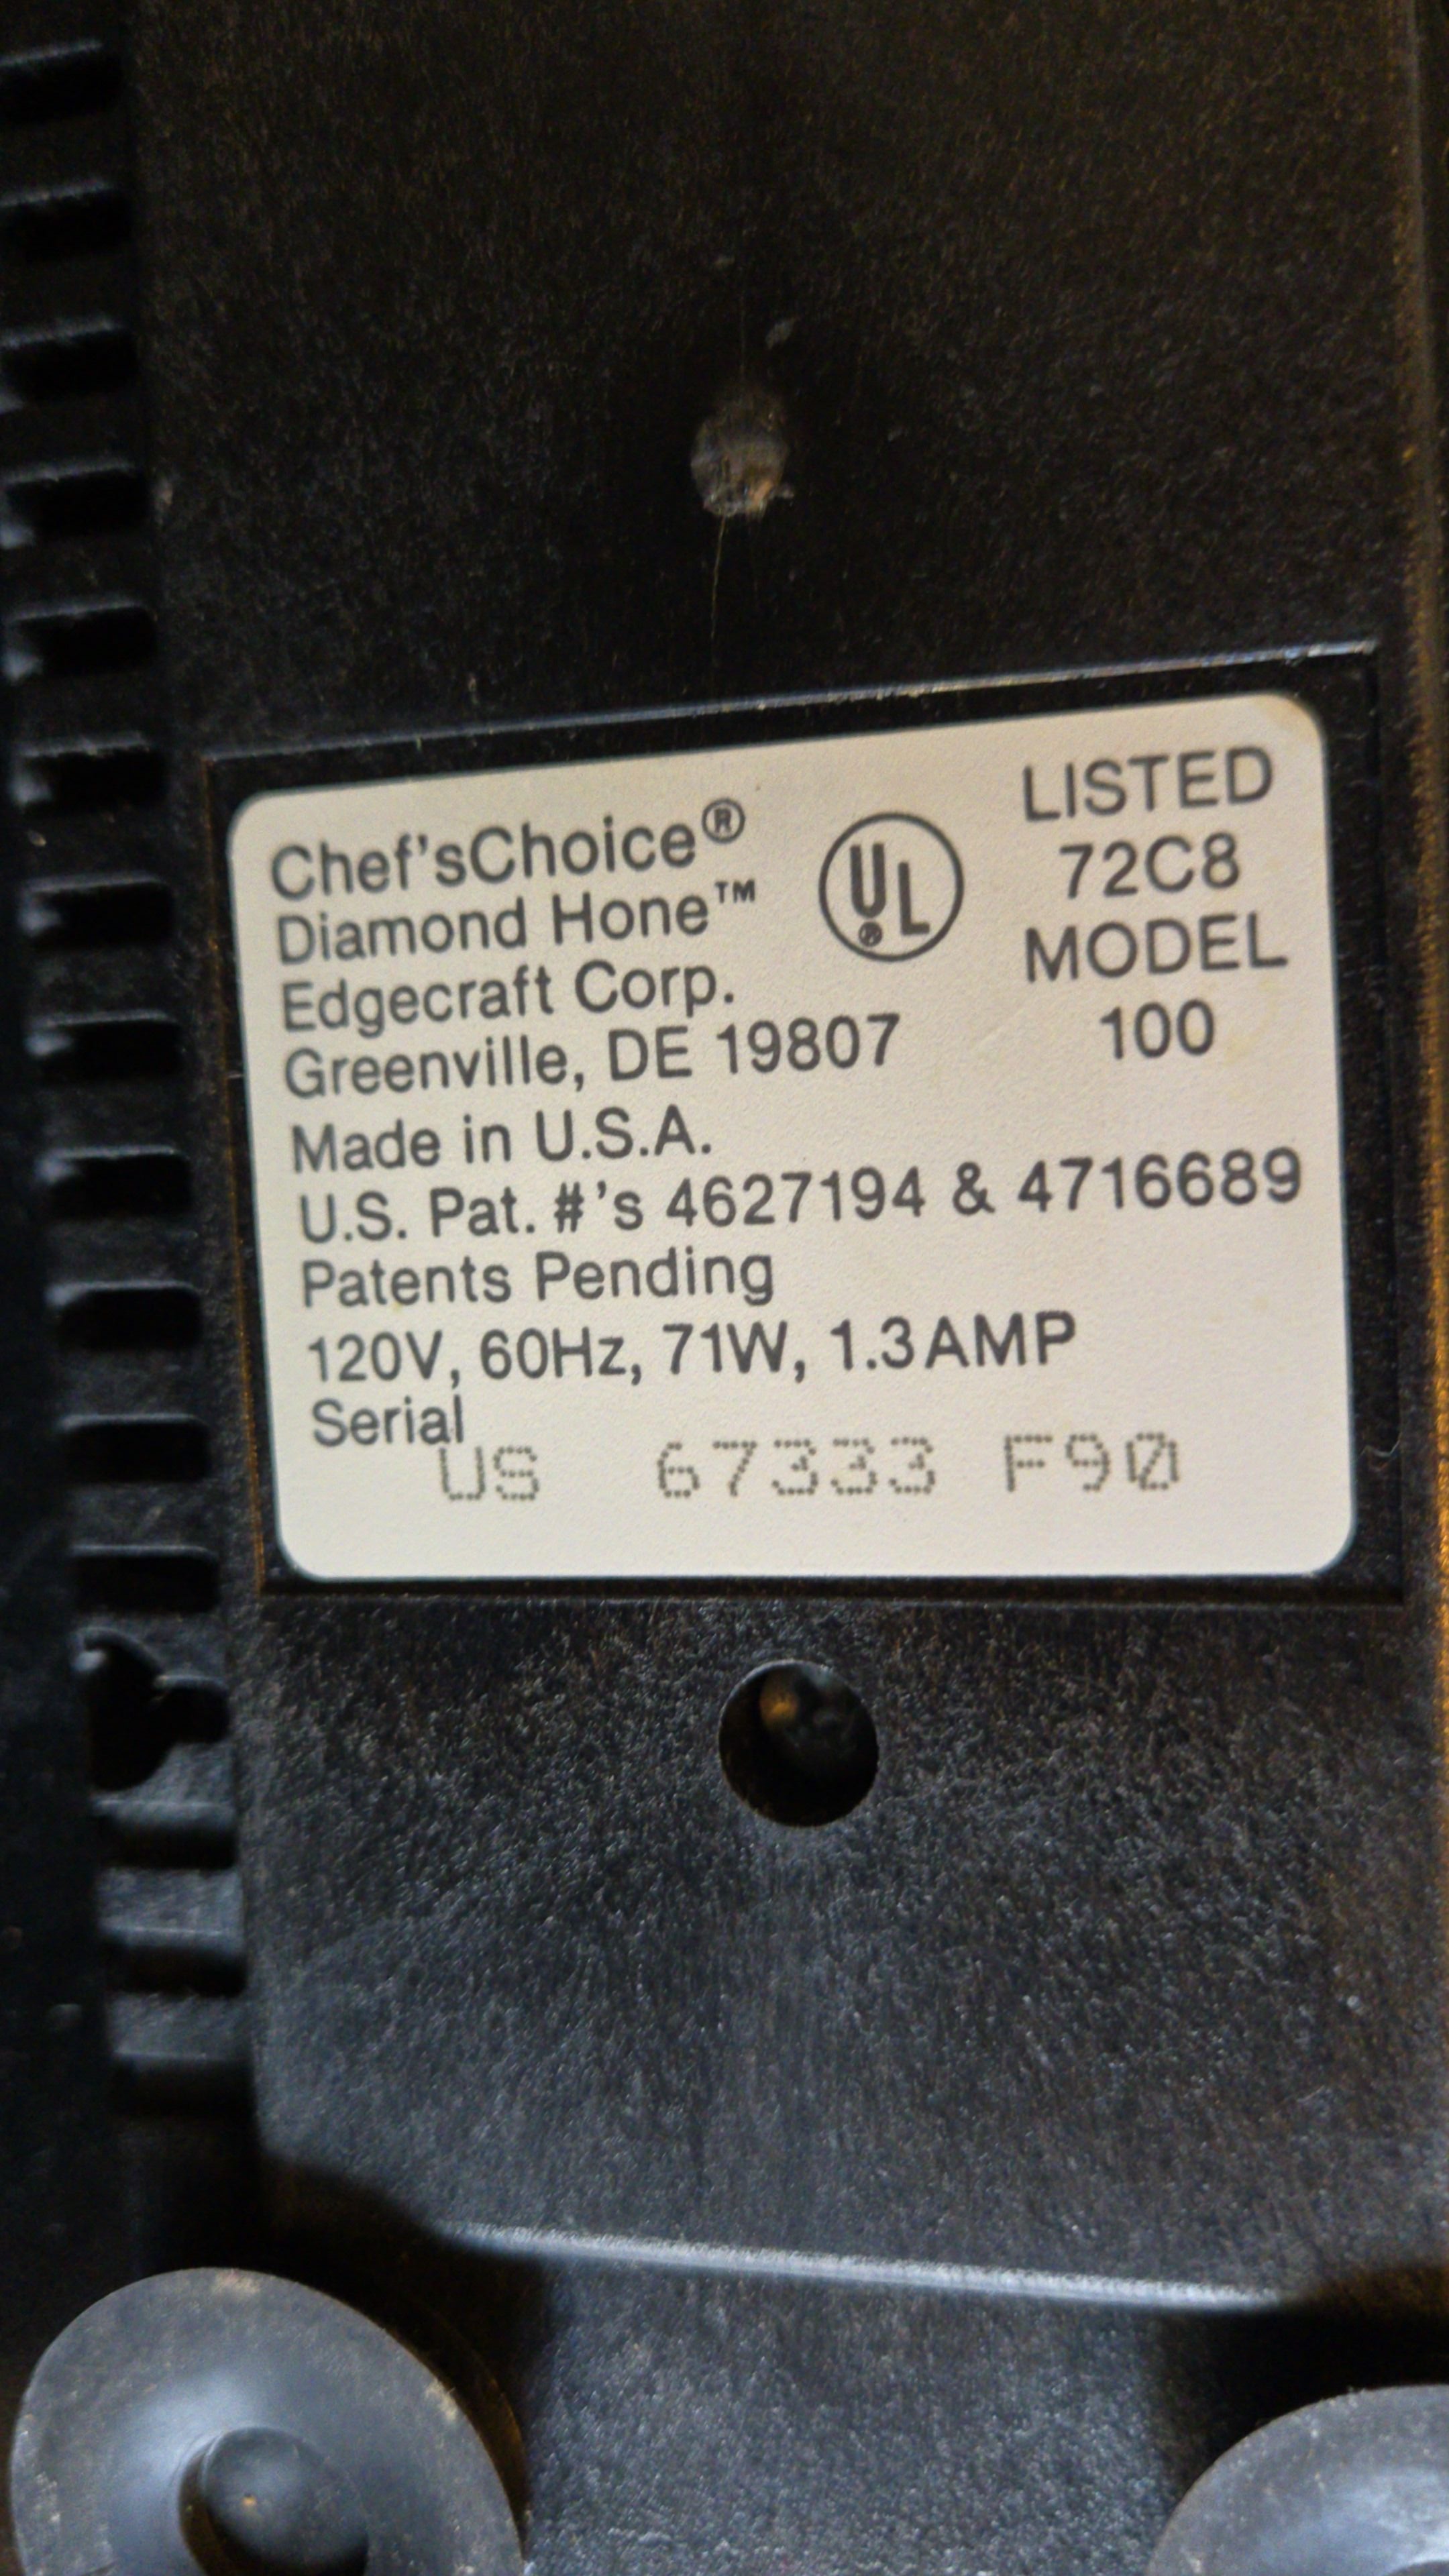 Chef'sChoice®
Diamond Hone™
Edgecraft Corp.
Greenville, DE 19807
UL®
LISTED
72C8
MODEL
100
Made in U.S.A.
U.S. Pat. #'s 4627194 & 4716689
Patents Pending
120V, 60Hz, 71W, 1.3AMP
Serial
US 67333 F90